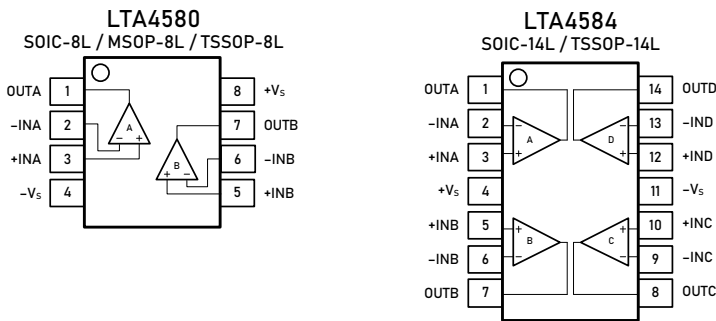 LTA4580
SOIC-8L / MSOP-8L / TSSOP-8L
OUTA 1 8 +Vs
–INA 2 7 OUTB
+INA 3 6 –INB
–Vs 4 5 +INB
A
– +
B
+ –
LTA4584
SOIC-14L / TSSOP-14L
OUTA 1 14 OUTD
–INA 2 13 –IND
+INA 3 12 +IND
+Vs 4 11 –Vs
+INB 5 10 +INC
–INB 6 9 –INC
OUTB 7 8 OUTC
– –
A D
+ +
+ +
B C
– –